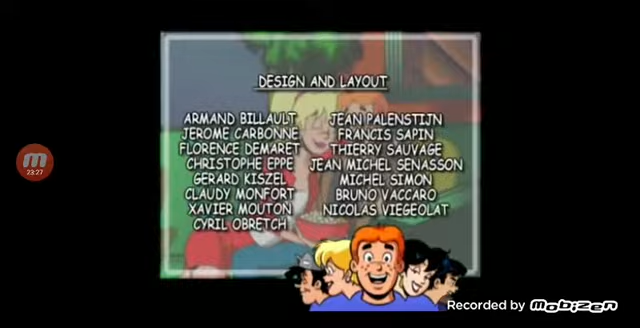 DESIGN AND LAYOUT
ARMAND BILLAULT
JEROME CARBONNE
FLORENCE DEMARET
CHRISTOPHE EPPE
GERARD KISZEL
CLAUDY MONFORT
XAVIER MOUTON
CYRIL OBRETCH
JEAN PALENSTIJN
FRANCIS SAPIN
THIERRY SAUVAGE
JEAN MICHEL SENASSON
MICHEL SIMON
BRUNO VACCARO
NICOLAS VIEGEOLAT
23:27
Recorded by mobizen